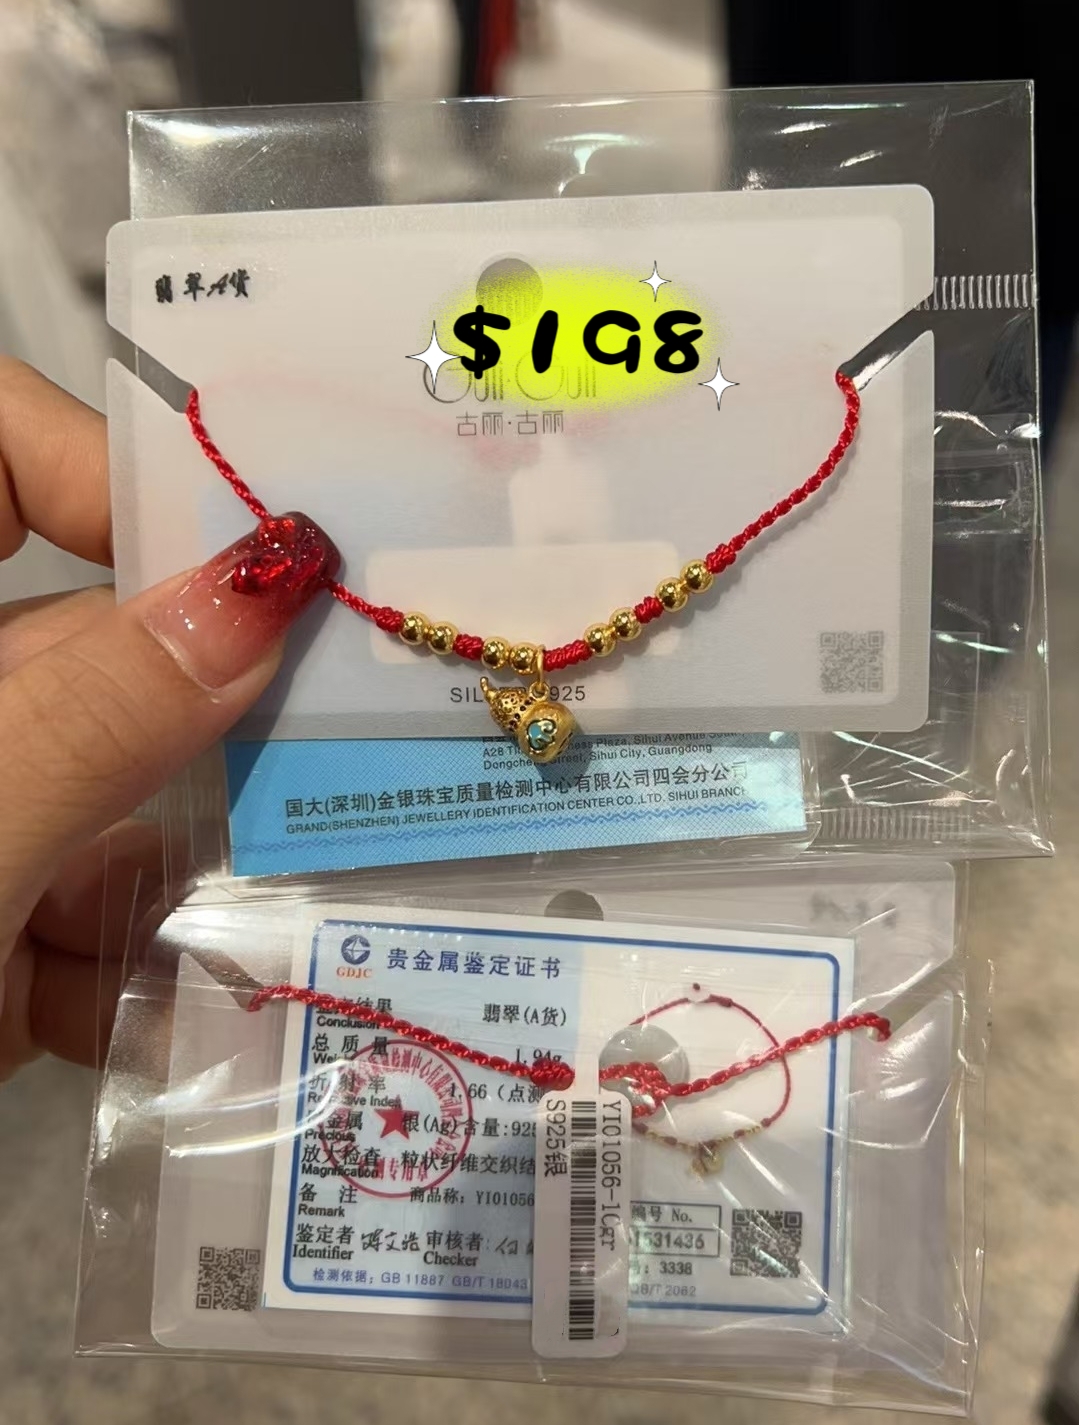 翡翠A货
$198
古丽·古丽
925
Dongcheng Street, Sihui City, Guangdong
国大(深圳)金银珠宝质量检测中心有限公司四会分公司
GRAND(SHENZHEN) JEWELLERY IDENTIFICATION CENTER CO.,LTD. SIHUI BRANCH
GDJC
贵金属鉴定证书
Conclusion
翡翠(A货)
总质量
1.94g
折射率
1.66(点测
Refractive Index
银(Ag)含量:925
Precious
放大检查 粒状纤维交织结
Magnification
备注 商品称: YI01056
Remark
鉴定者
审核者:
Identifier
Checker
检测依据: GB 11887 GB/T 18043
编号 No.
1531436
: 3338
YI01056-1Cgr
S925银